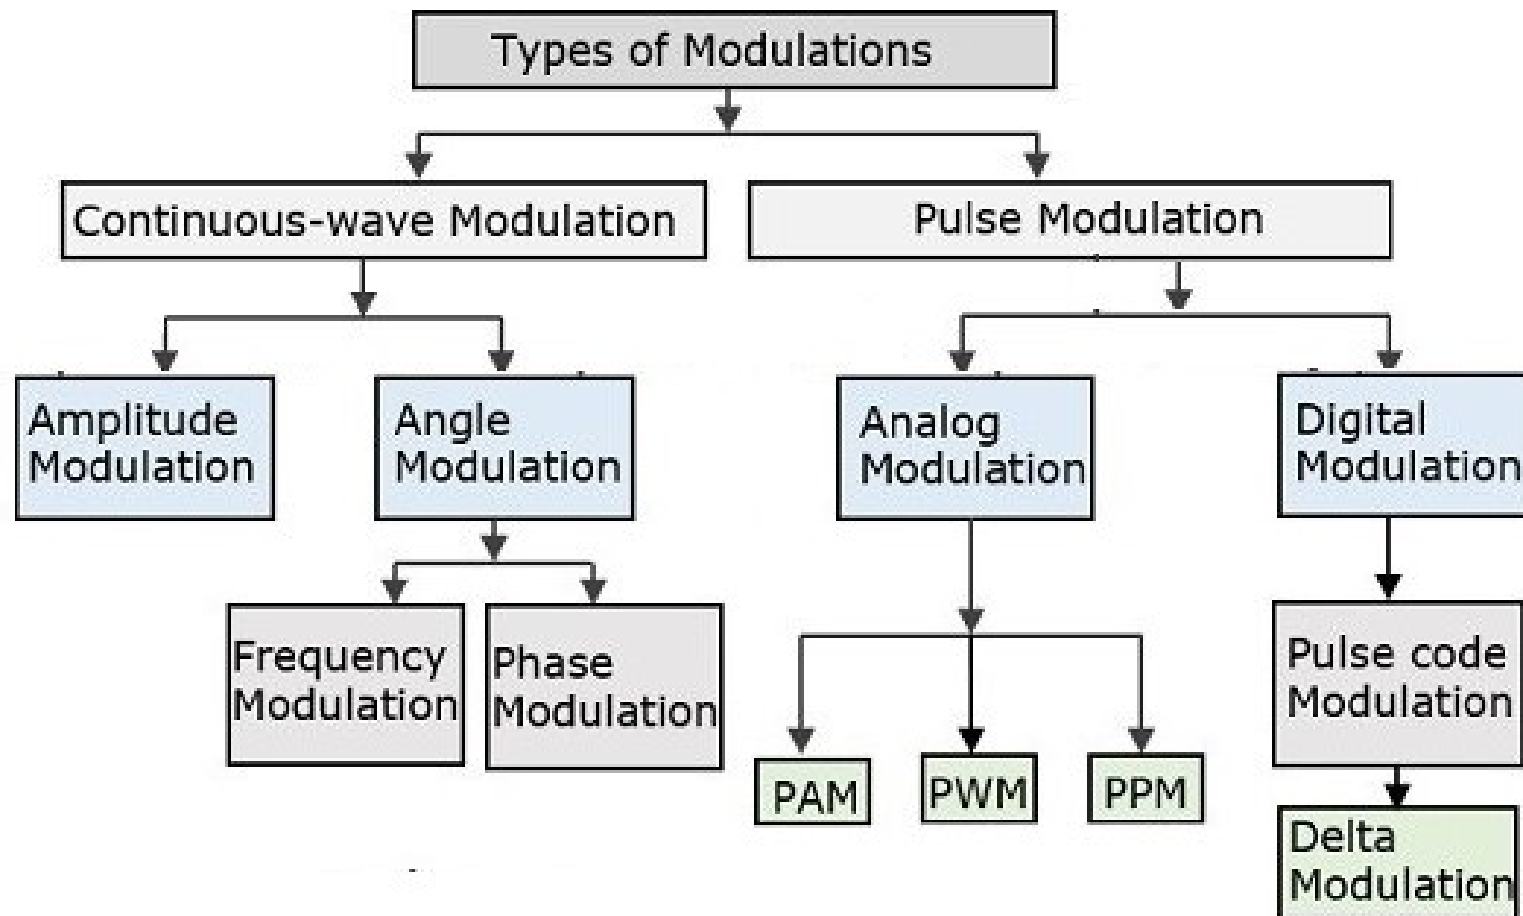 Types of Modulations
Continuous-wave Modulation
Pulse Modulation
Amplitude
Modulation
Angle
Modulation
Analog
Modulation
Digital
Modulation
Frequency
Modulation
Phase
Modulation
PAM
PWM
PPM
Pulse code
Modulation
Delta
Modulation